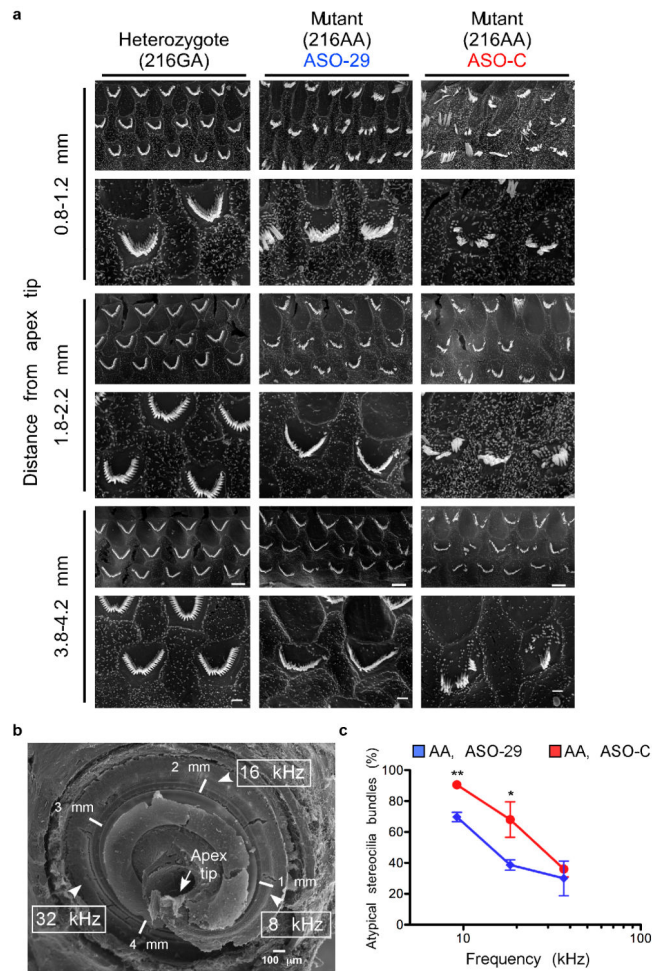 a
Heterozygote
(216GA)
Mutant
(216AA)
ASO-29
Mutant
(216AA)
ASO-C
Distance from apex tip
0.8-1.2 mm
1.8-2.2 mm
3.8-4.2 mm
b
2 mm
16 kHz
3 mm
Apex
tip
1 mm
32 kHz
8 kHz
4 mm
100 μm
c
AA, ASO-29
AA, ASO-C
Atypical stereocilia bundles (%)
100
80
60
40
20
0
**
*
10
100
Frequency (kHz)